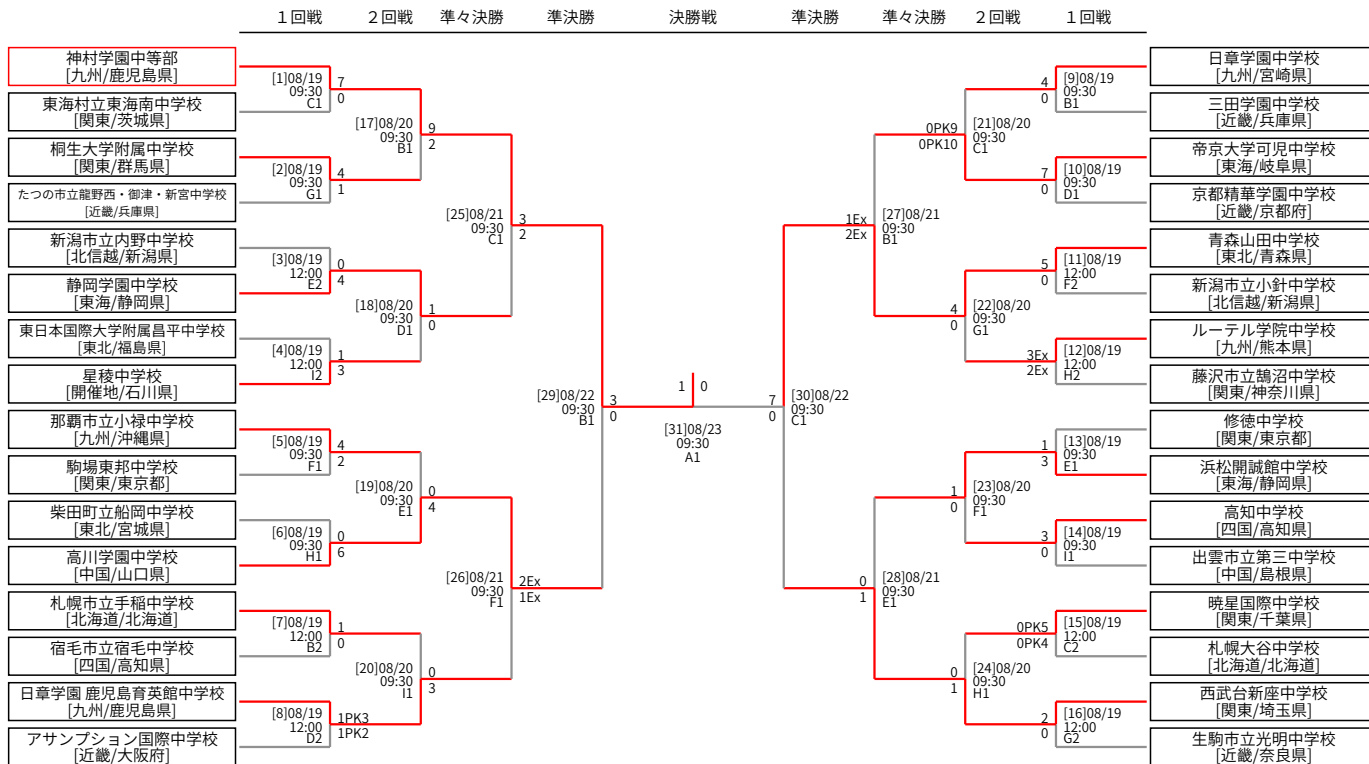 １回戦 ２回戦 準々決勝 準決勝 決勝戦 準決勝 準々決勝 ２回戦 １回戦
神村学園中等部
[九州/鹿児島県]
東海村立東海南中学校
[関東/茨城県]
桐生大学附属中学校
[関東/群馬県]
たつの市立龍野西・御津・新宮中学校
[近畿/兵庫県]
新潟市立内野中学校
[北信越/新潟県]
静岡学園中学校
[東海/静岡県]
東日本国際大学附属昌平中学校
[東北/福島県]
星稜中学校
[開催地/石川県]
那覇市立小禄中学校
[九州/沖縄県]
駒場東邦中学校
[関東/東京都]
柴田町立船岡中学校
[東北/宮城県]
高川学園中学校
[中国/山口県]
札幌市立手稲中学校
[北海道/北海道]
宿毛市立宿毛中学校
[四国/高知県]
日章学園 鹿児島育英館中学校
[九州/鹿児島県]
アサンプション国際中学校
[近畿/大阪府]
[1]08/19
09:30
C1
7
0
[2]08/19
09:30
G1
4
1
[3]08/19
12:00
E2
0
4
[4]08/19
12:00
I2
1
3
[5]08/19
09:30
F1
4
2
[6]08/19
09:30
H1
0
6
[7]08/19
12:00
B2
1
0
[8]08/19
12:00
D2
1PK3
1PK2
[17]08/20
09:30
B1
9
2
[18]08/20
09:30
D1
1
0
[19]08/20
09:30
E1
0
4
[20]08/20
09:30
I1
0
3
[25]08/21
09:30
C1
3
2
[26]08/21
09:30
F1
2Ex
1Ex
[29]08/22
09:30
B1
3
0
1 0
[31]08/23
09:30
A1
7
0
[30]08/22
09:30
C1
1Ex
2Ex
[27]08/21
09:30
B1
0
1
[28]08/21
09:30
E1
0PK9
0PK10
[21]08/20
09:30
C1
4
0
[22]08/20
09:30
G1
1
0
[23]08/20
09:30
F1
0
1
[24]08/20
09:30
H1
4
0
[9]08/19
09:30
B1
7
0
[10]08/19
09:30
D1
5
0
[11]08/19
12:00
F2
3Ex
2Ex
[12]08/19
12:00
H2
1
3
[13]08/19
09:30
E1
3
0
[14]08/19
09:30
I1
0PK5
0PK4
[15]08/19
12:00
C2
2
0
[16]08/19
12:00
G2
日章学園中学校
[九州/宮崎県]
三田学園中学校
[近畿/兵庫県]
帝京大学可児中学校
[東海/岐阜県]
京都精華学園中学校
[近畿/京都府]
青森山田中学校
[東北/青森県]
新潟市立小針中学校
[北信越/新潟県]
ルーテル学院中学校
[九州/熊本県]
藤沢市立鵠沼中学校
[関東/神奈川県]
修徳中学校
[関東/東京都]
浜松開誠館中学校
[東海/静岡県]
高知中学校
[四国/高知県]
出雲市立第三中学校
[中国/島根県]
暁星国際中学校
[関東/千葉県]
札幌大谷中学校
[北海道/北海道]
西武台新座中学校
[関東/埼玉県]
生駒市立光明中学校
[近畿/奈良県]